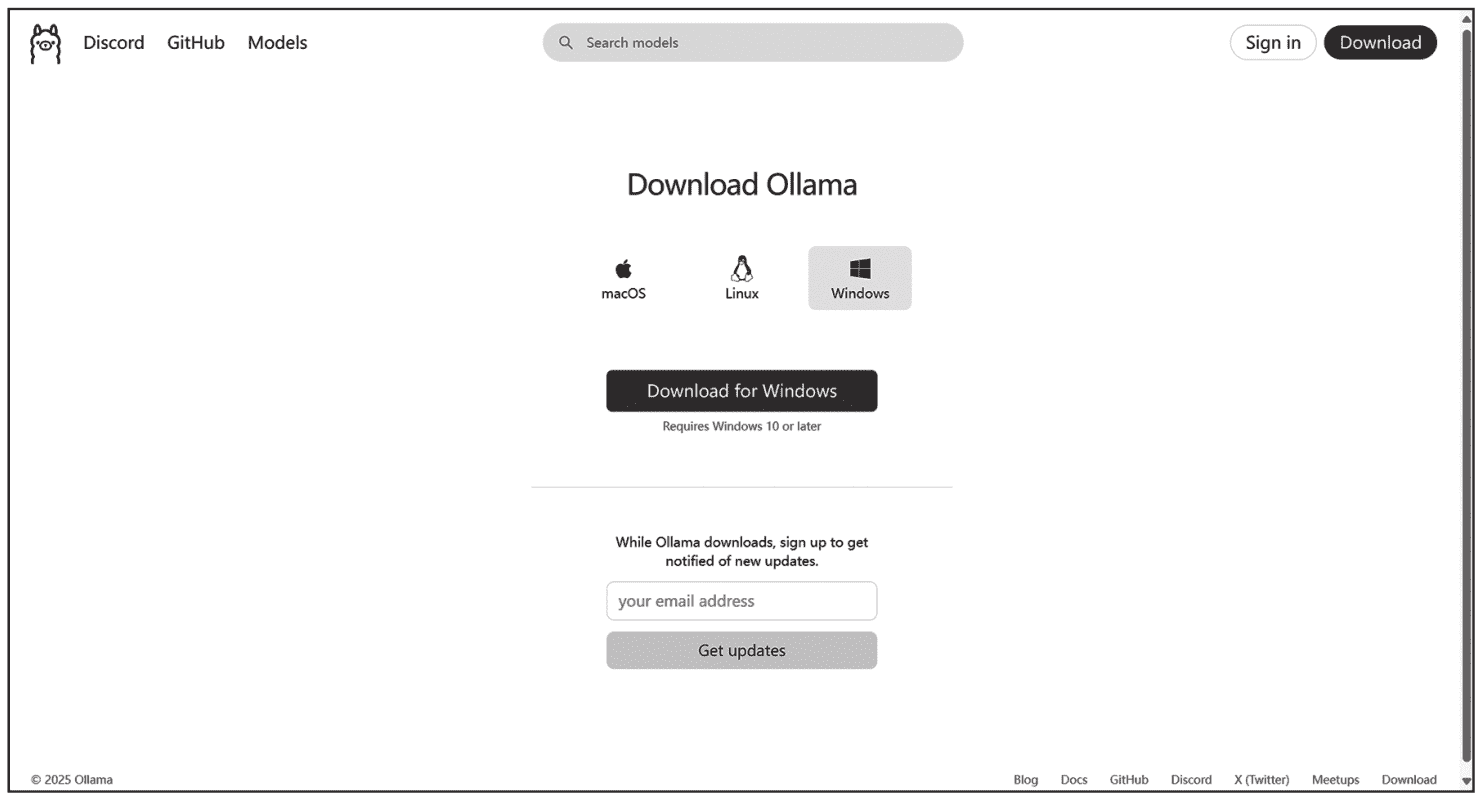 Discord GitHub Models Search models Sign in Download
Download Ollama
macOS Linux Windows
Download for Windows
Requires Windows 10 or later
While Ollama downloads, sign up to get
notified of new updates.
your email address
Get updates
© 2025 Ollama Blog Docs GitHub Discord X (Twitter) Meetups Download